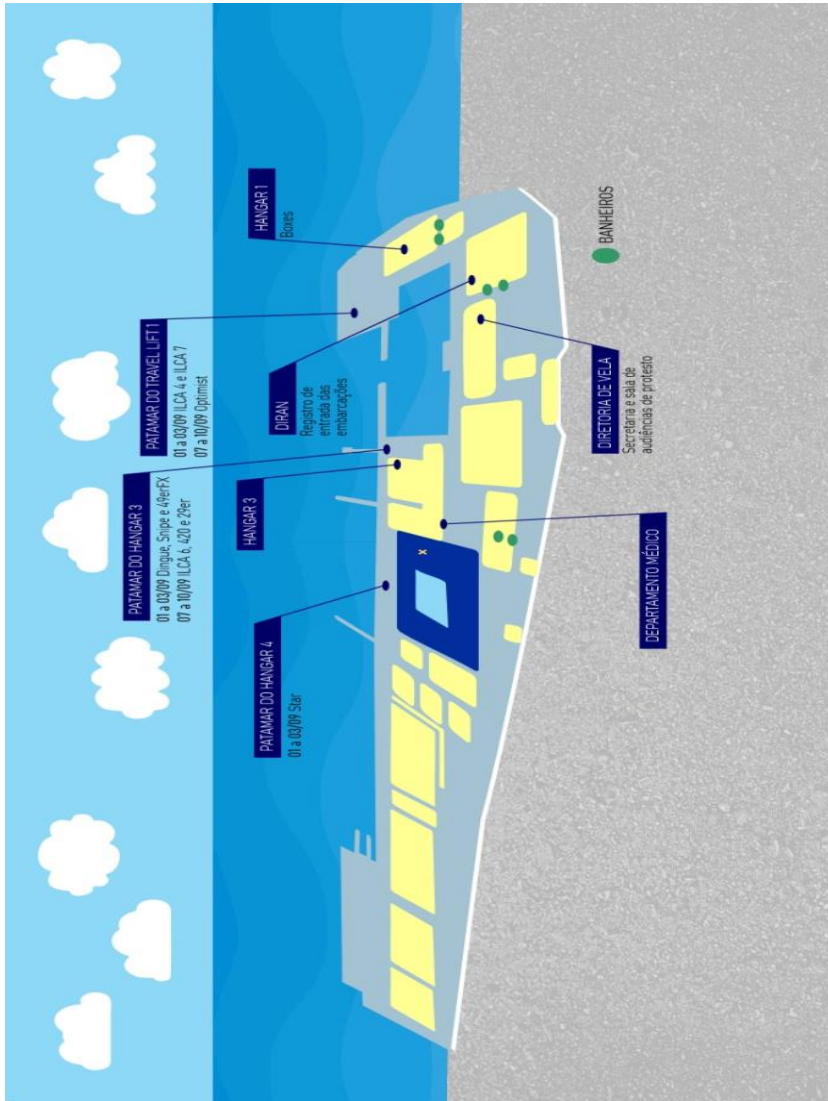 PATAMAR DO HANGAR 3
01 a 03/09 Dingue, Snipe e 49erFX
07 a 10/09 ILCA 6, 420 e 29er
PATAMAR DO TRAVEL LIFT 1
01 a 03/09 ILCA 4 e ILCA 7
07 a 10/09 Optimist
HANGAR 1
Boxes
PATAMAR DO HANGAR 4
01 a 03/09 Star
HANGAR 3
DIRAN
Registro de
entrada das
embarcações
X
DEPARTAMENTO MÉDICO
DIRETORIA DE VELA
Secretaria e sala de
audiências de protesto
BANHEIROS